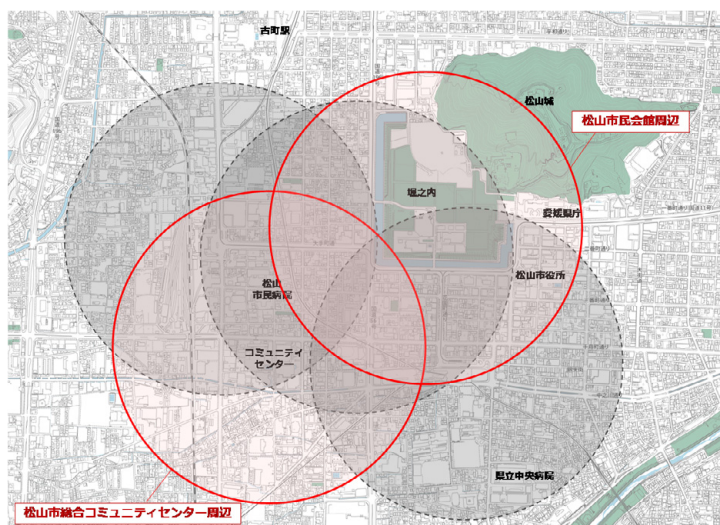 古町駅
松山城
松山市民会館周辺
堀之内
愛媛県庁
松山市役所
松山
市民病院
コミュニティ
センター
県立中央病院
松山市総合コミュニティセンター周辺